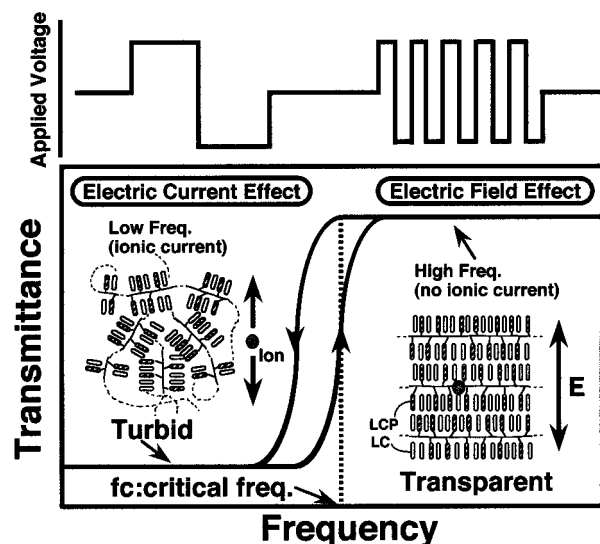 Applied Voltage
Electric Current Effect
Electric Field Effect
Transmittance
Low Freq.
(ionic current)
High Freq.
(no ionic current)
Ion
E
LCP
LC
Turbid
Transparent
fc:critical freq.
Frequency